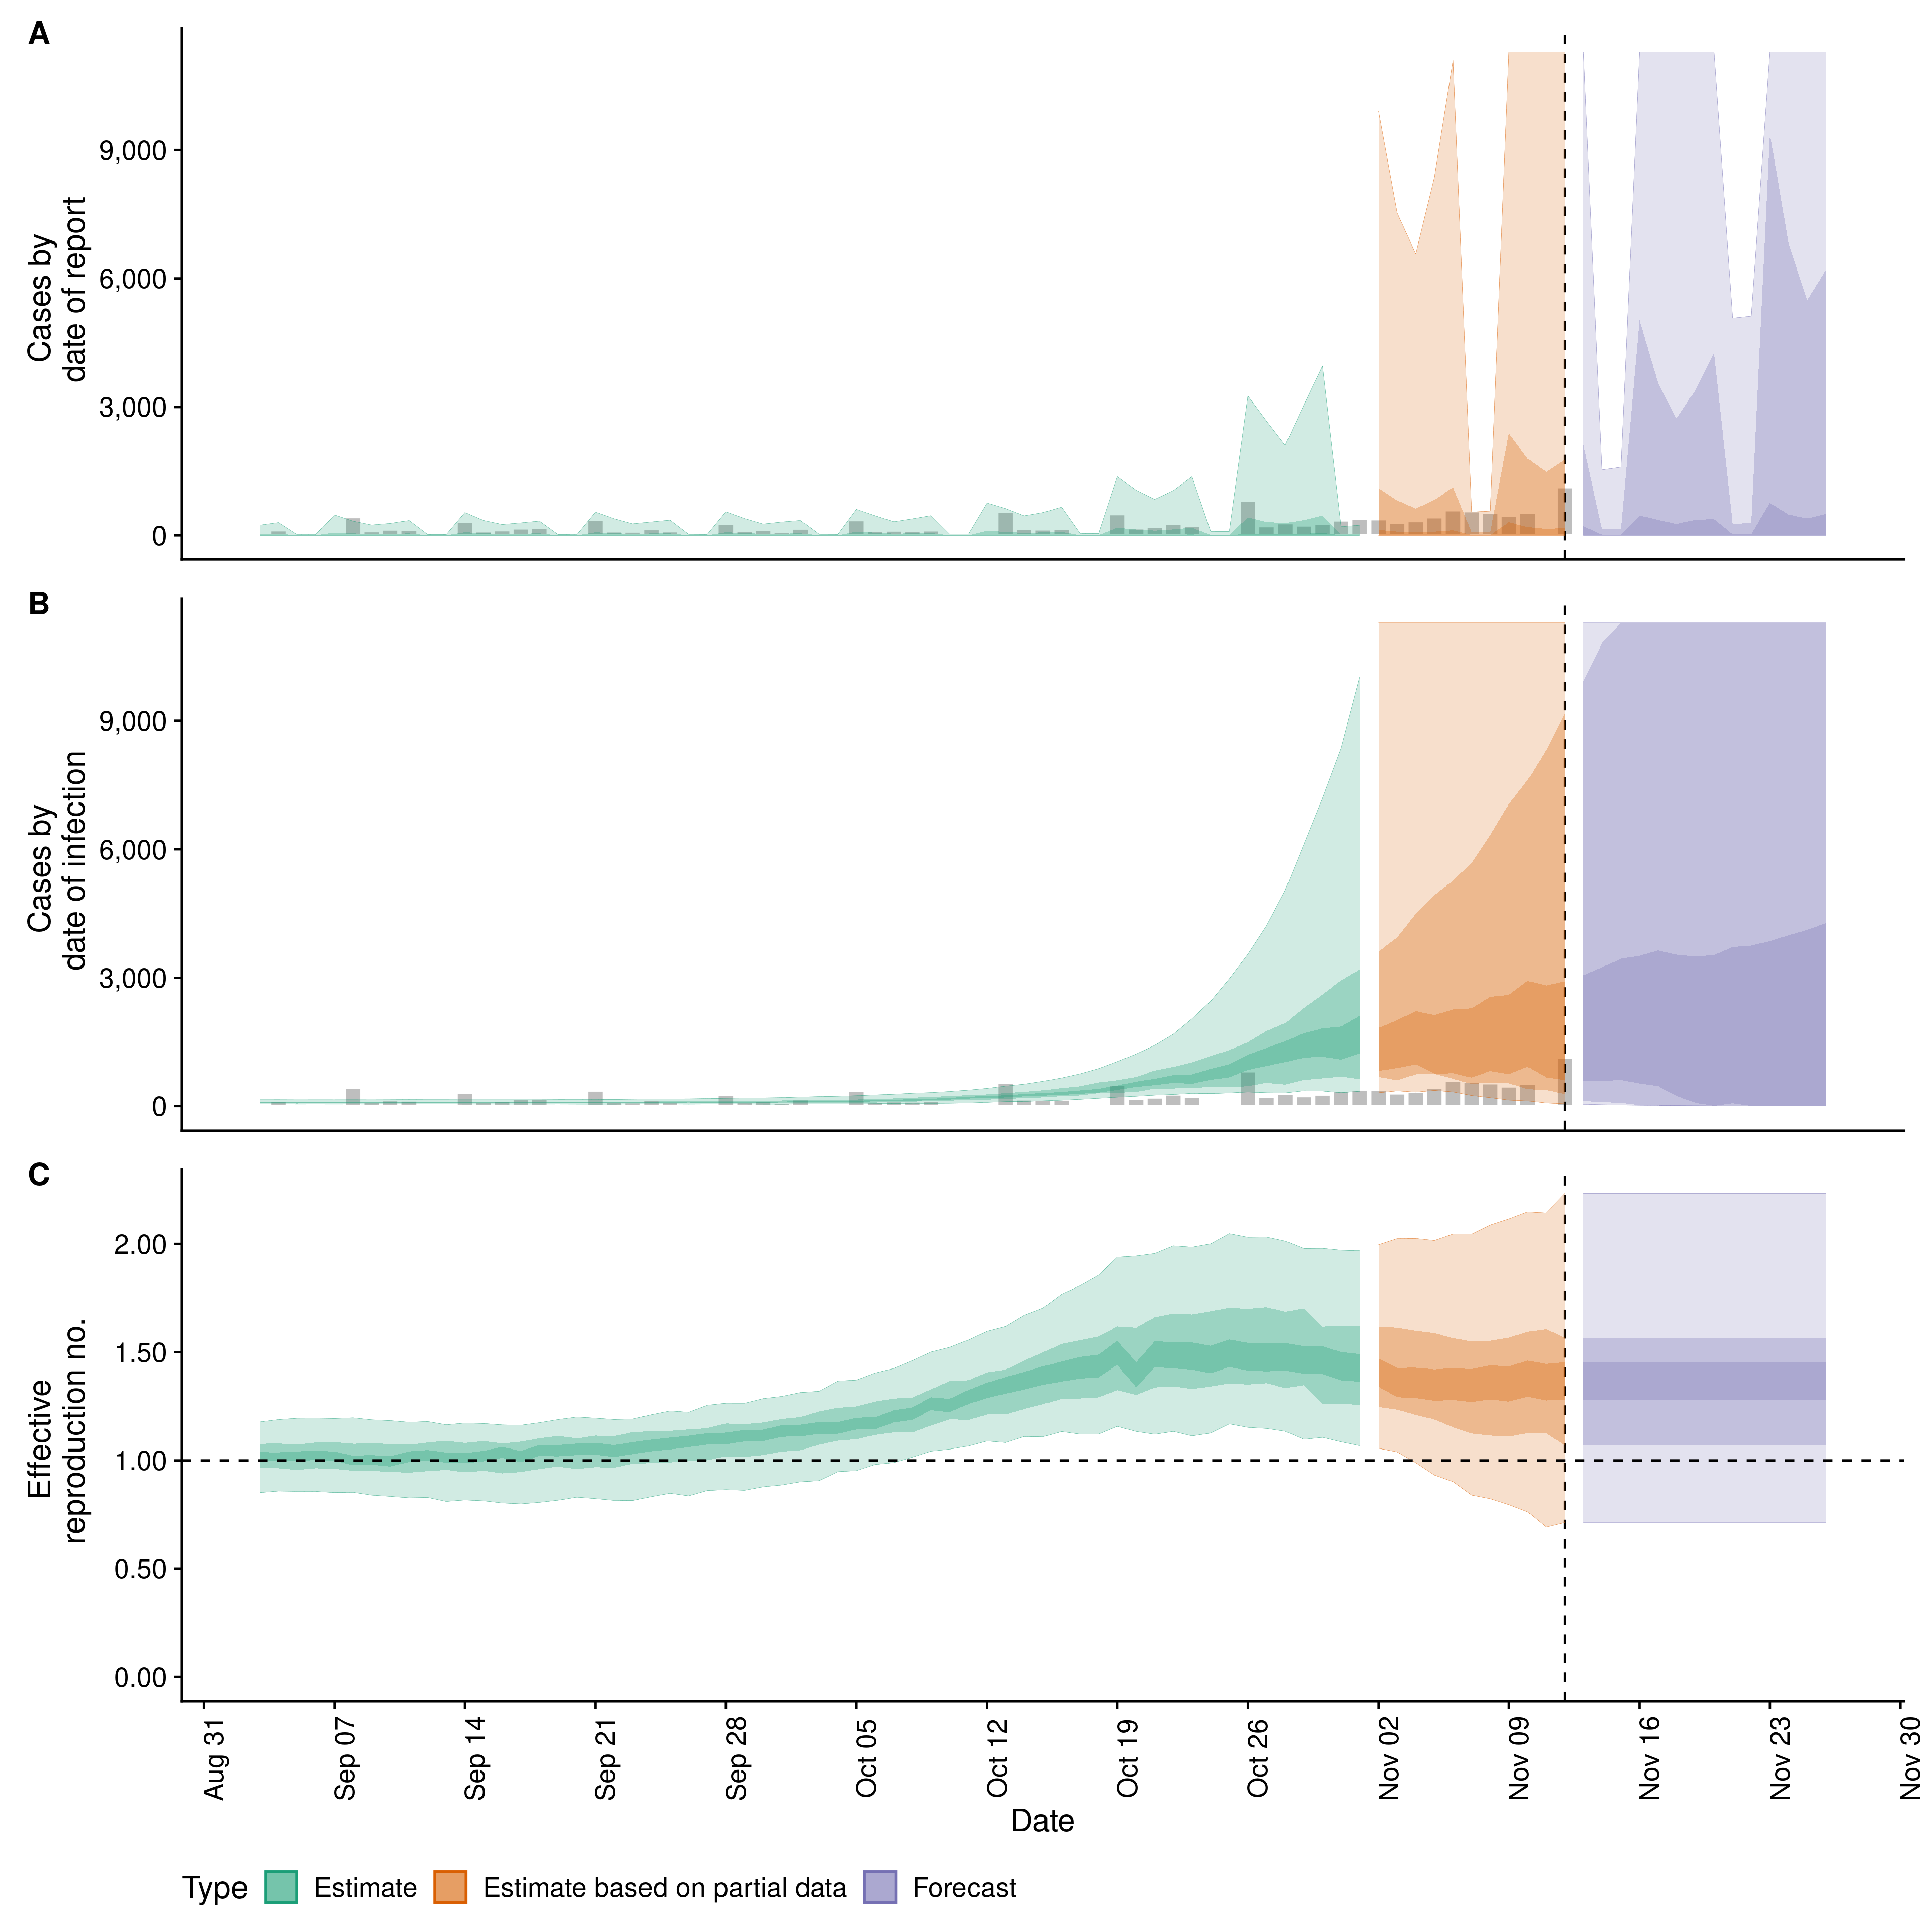 A
Cases by
date of report
9,000
6,000
3,000
0
B
Cases by
date of infection
9,000
6,000
3,000
0
C
Effective
reproduction no.
2.00
1.50
1.00
0.50
0.00
Aug 31
Sep 07
Sep 14
Sep 21
Sep 28
Oct 05
Oct 12
Oct 19
Oct 26
Nov 02
Nov 09
Nov 16
Nov 23
Nov 30
Date
Type Estimate Estimate based on partial data Forecast